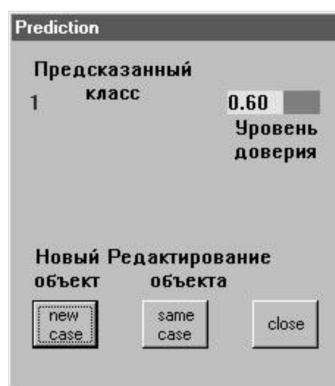 Prediction
Предсказанный
1 класс
0.60
Уровень
доверия
Новый Редактирование
объект объекта
new
case
same
case
close